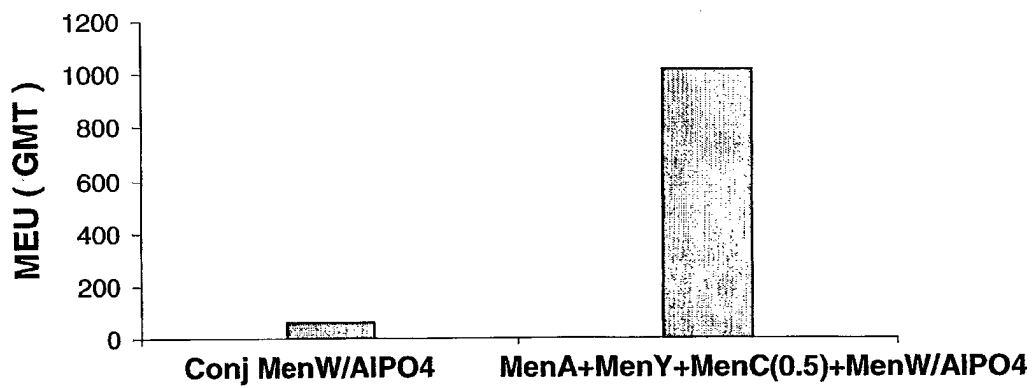 1200
1000
800
600
400
200
0
MEU ( GMT )
Conj MenW/AlPO4
MenA+MenY+MenC(0.5)+MenW/AlPO4